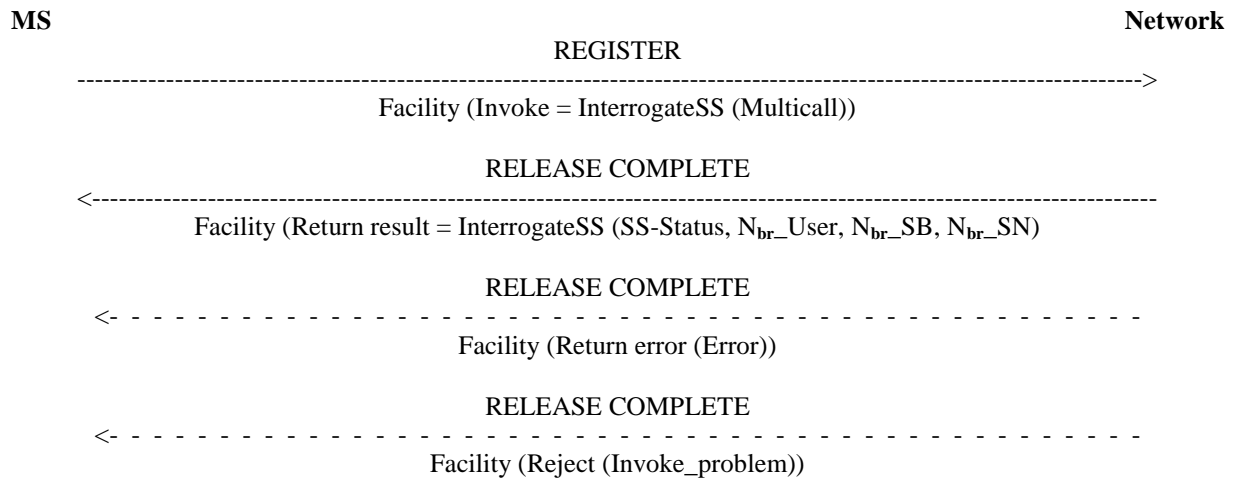 MS Network
REGISTER
------------------------------------------------------------------------------------------------------------------------>
Facility (Invoke = InterrogateSS (Multicall))
RELEASE COMPLETE
<------------------------------------------------------------------------------------------------------------------------
Facility (Return result = InterrogateSS (SS-Status, Nbr_User, Nbr_SB, Nbr_SN)
RELEASE COMPLETE
<- - - - - - - - - - - - - - - - - - - - - - - - - - - - - - - - - - - - - - - - - - - - - - - -
Facility (Return error (Error))
RELEASE COMPLETE
<- - - - - - - - - - - - - - - - - - - - - - - - - - - - - - - - - - - - - - - - - - - - - - - -
Facility (Reject (Invoke_problem))